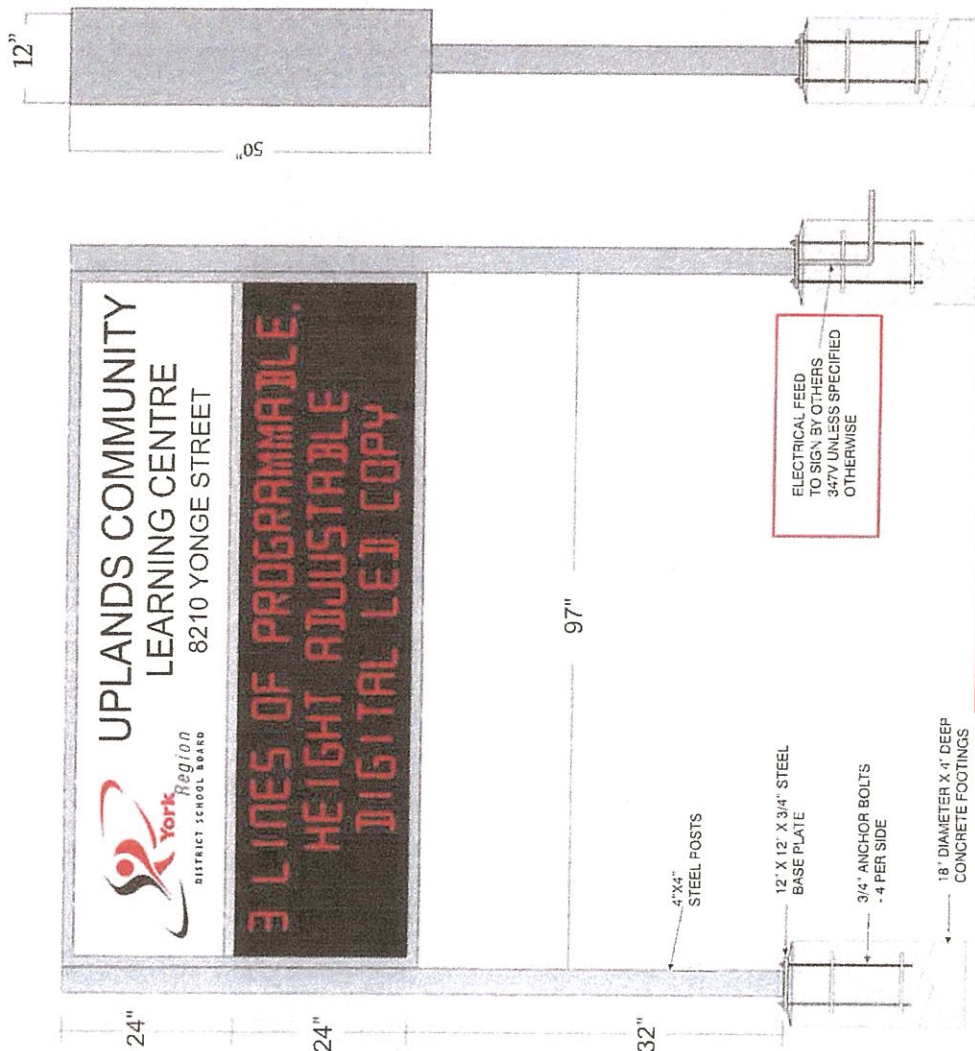 12"
50"
UPLANDS COMMUNITY
LEARNING CENTRE
8210 YONGE STREET
York
Region
DISTRICT SCHOOL BOARD
3 LINES OF PROGRAMMABLE.
HEIGHT ADJUSTABLE
DIGITAL LED COPY
24"
24"
32"
97"
ELECTRICAL FEED
TO SIGN BY OTHERS
347V UNLESS SPECIFIED
OTHERWISE
4"X4"
STEEL POSTS
12" X 12" X 3/4" STEEL
BASE PLATE
3/4" ANCHOR BOLTS
- 4 PER SIDE
18" DIAMETER X 4' DEEP
CONCRETE FOOTINGS